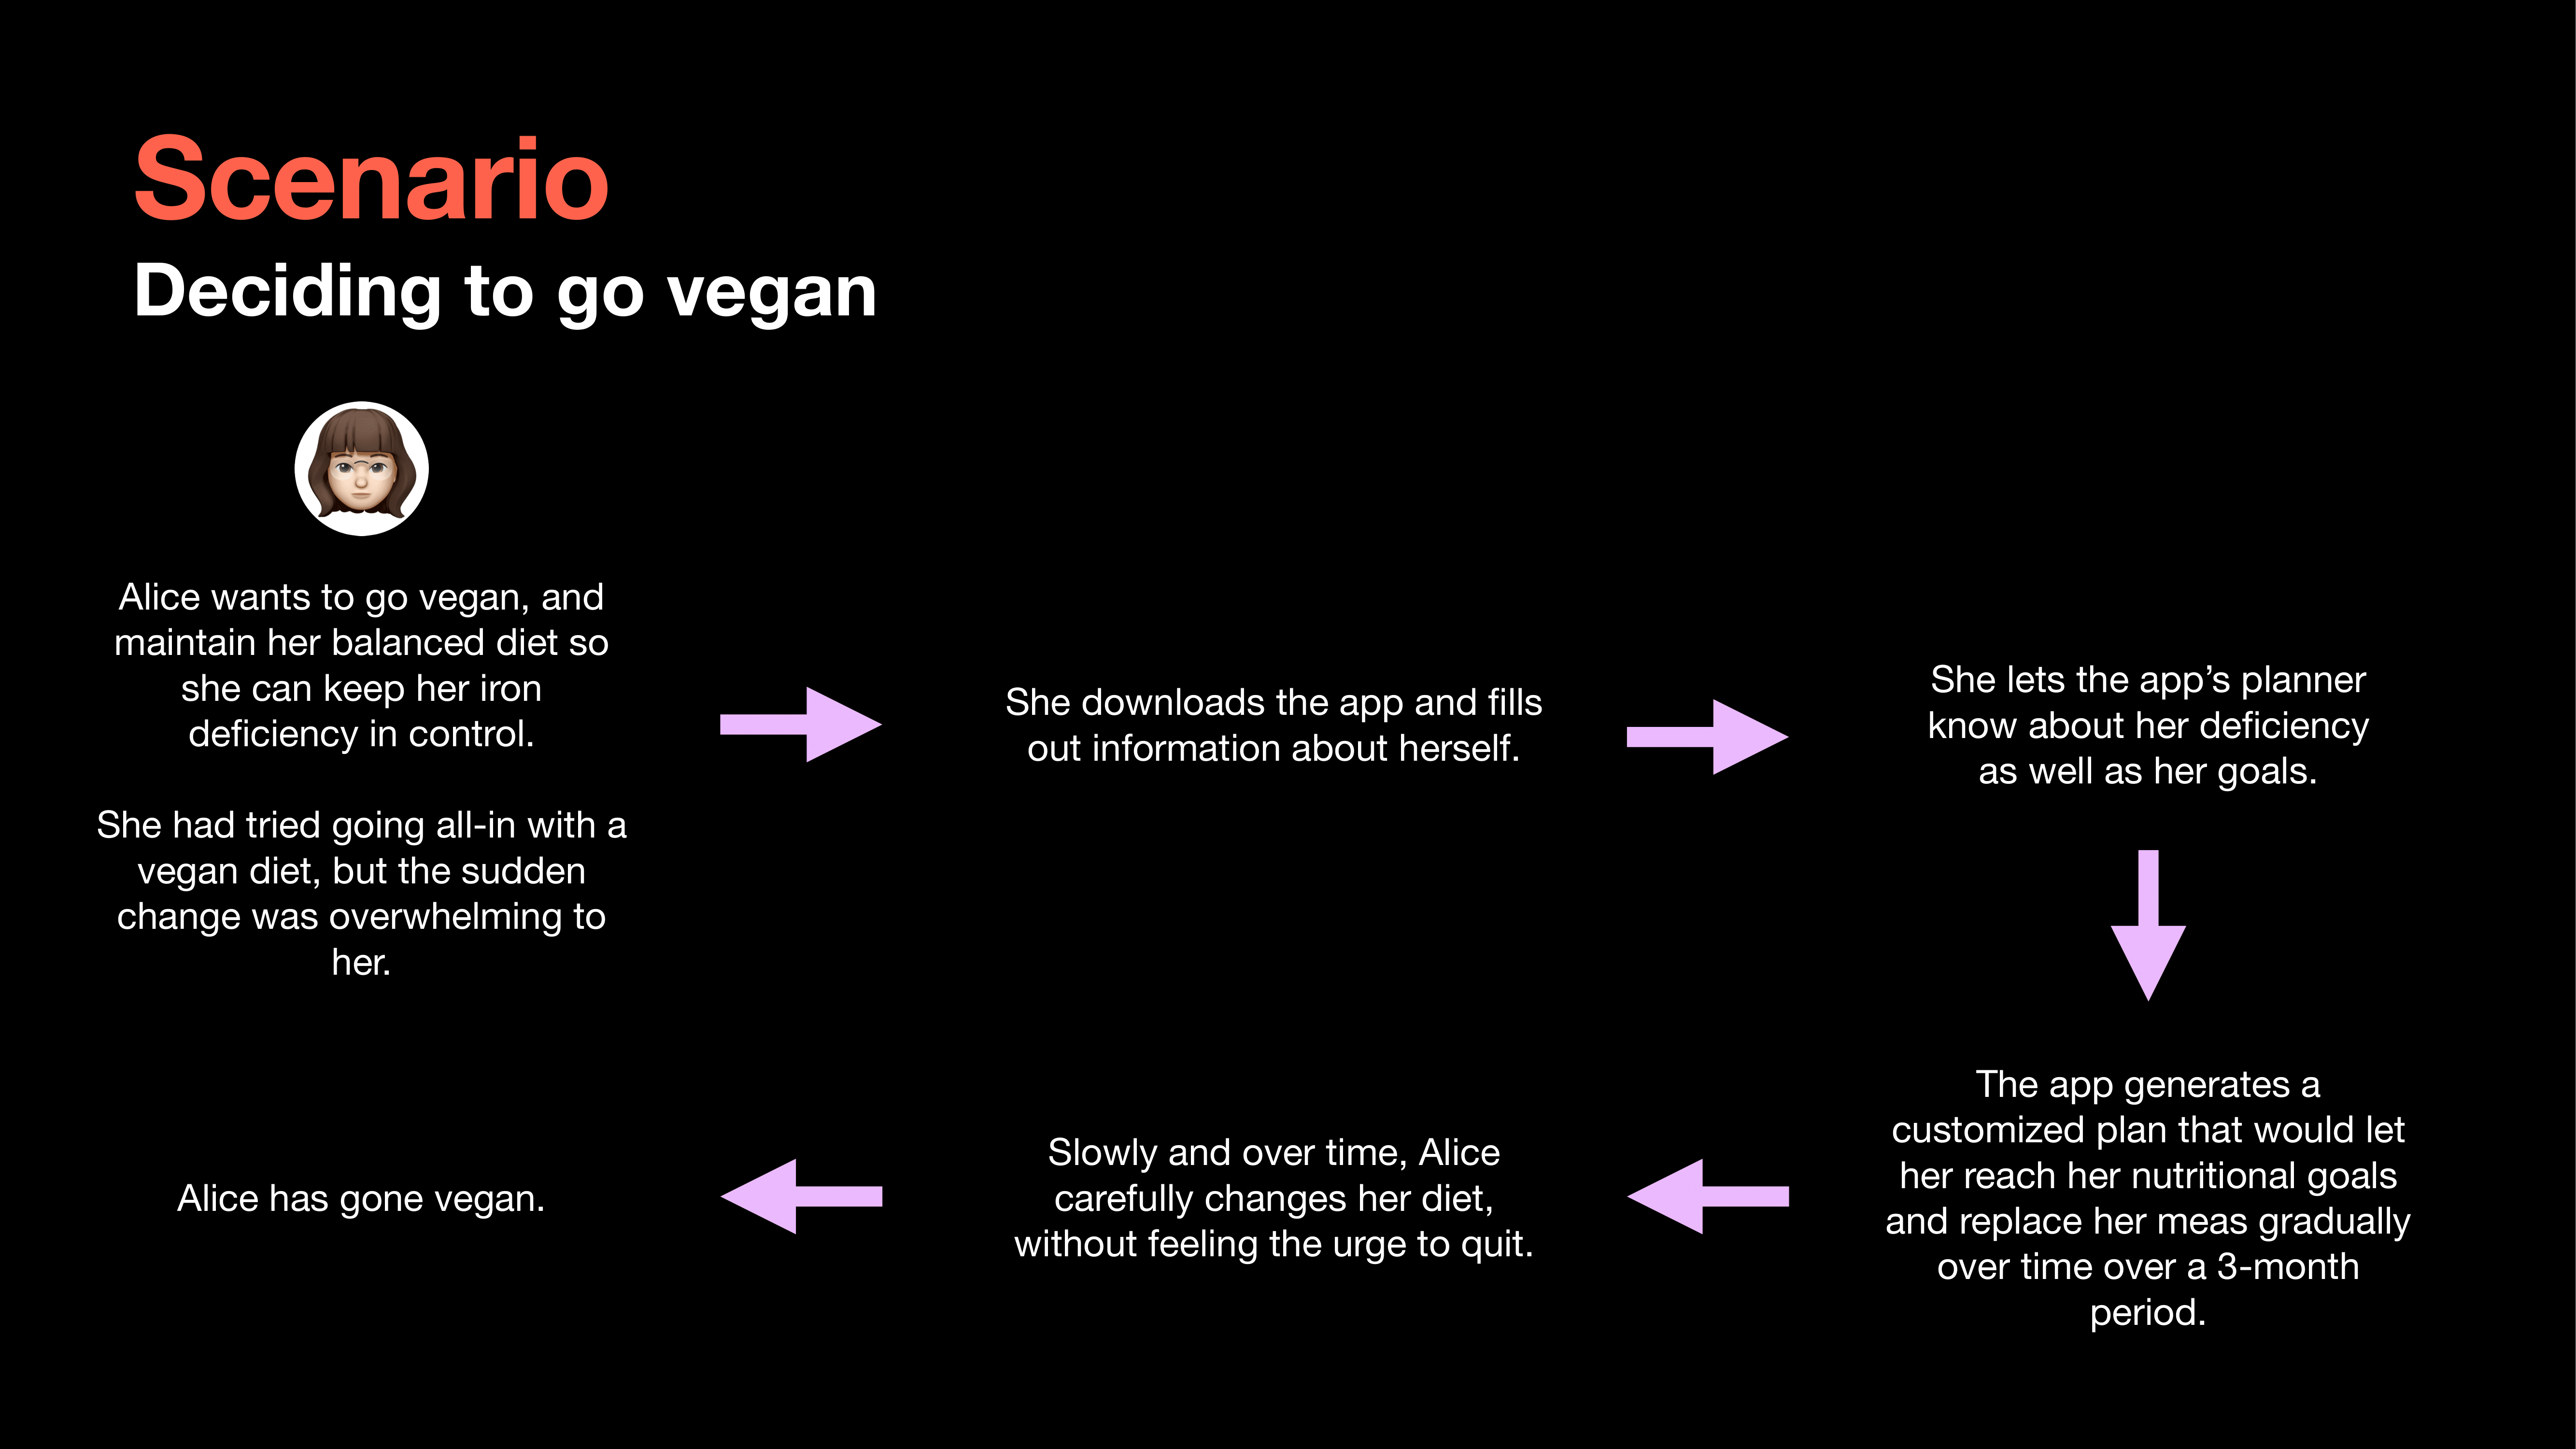 Scenario
Deciding to go vegan
Alice wants to go vegan, and
maintain her balanced diet so
she can keep her iron
deficiency in control.
She had tried going all-in with a
vegan diet, but the sudden
change was overwhelming to
her.
She downloads the app and fills
out information about herself.
She lets the app’s planner
know about her deficiency
as well as her goals.
The app generates a
customized plan that would let
her reach her nutritional goals
and replace her meas gradually
over time over a 3-month
period.
Slowly and over time, Alice
carefully changes her diet,
without feeling the urge to quit.
Alice has gone vegan.